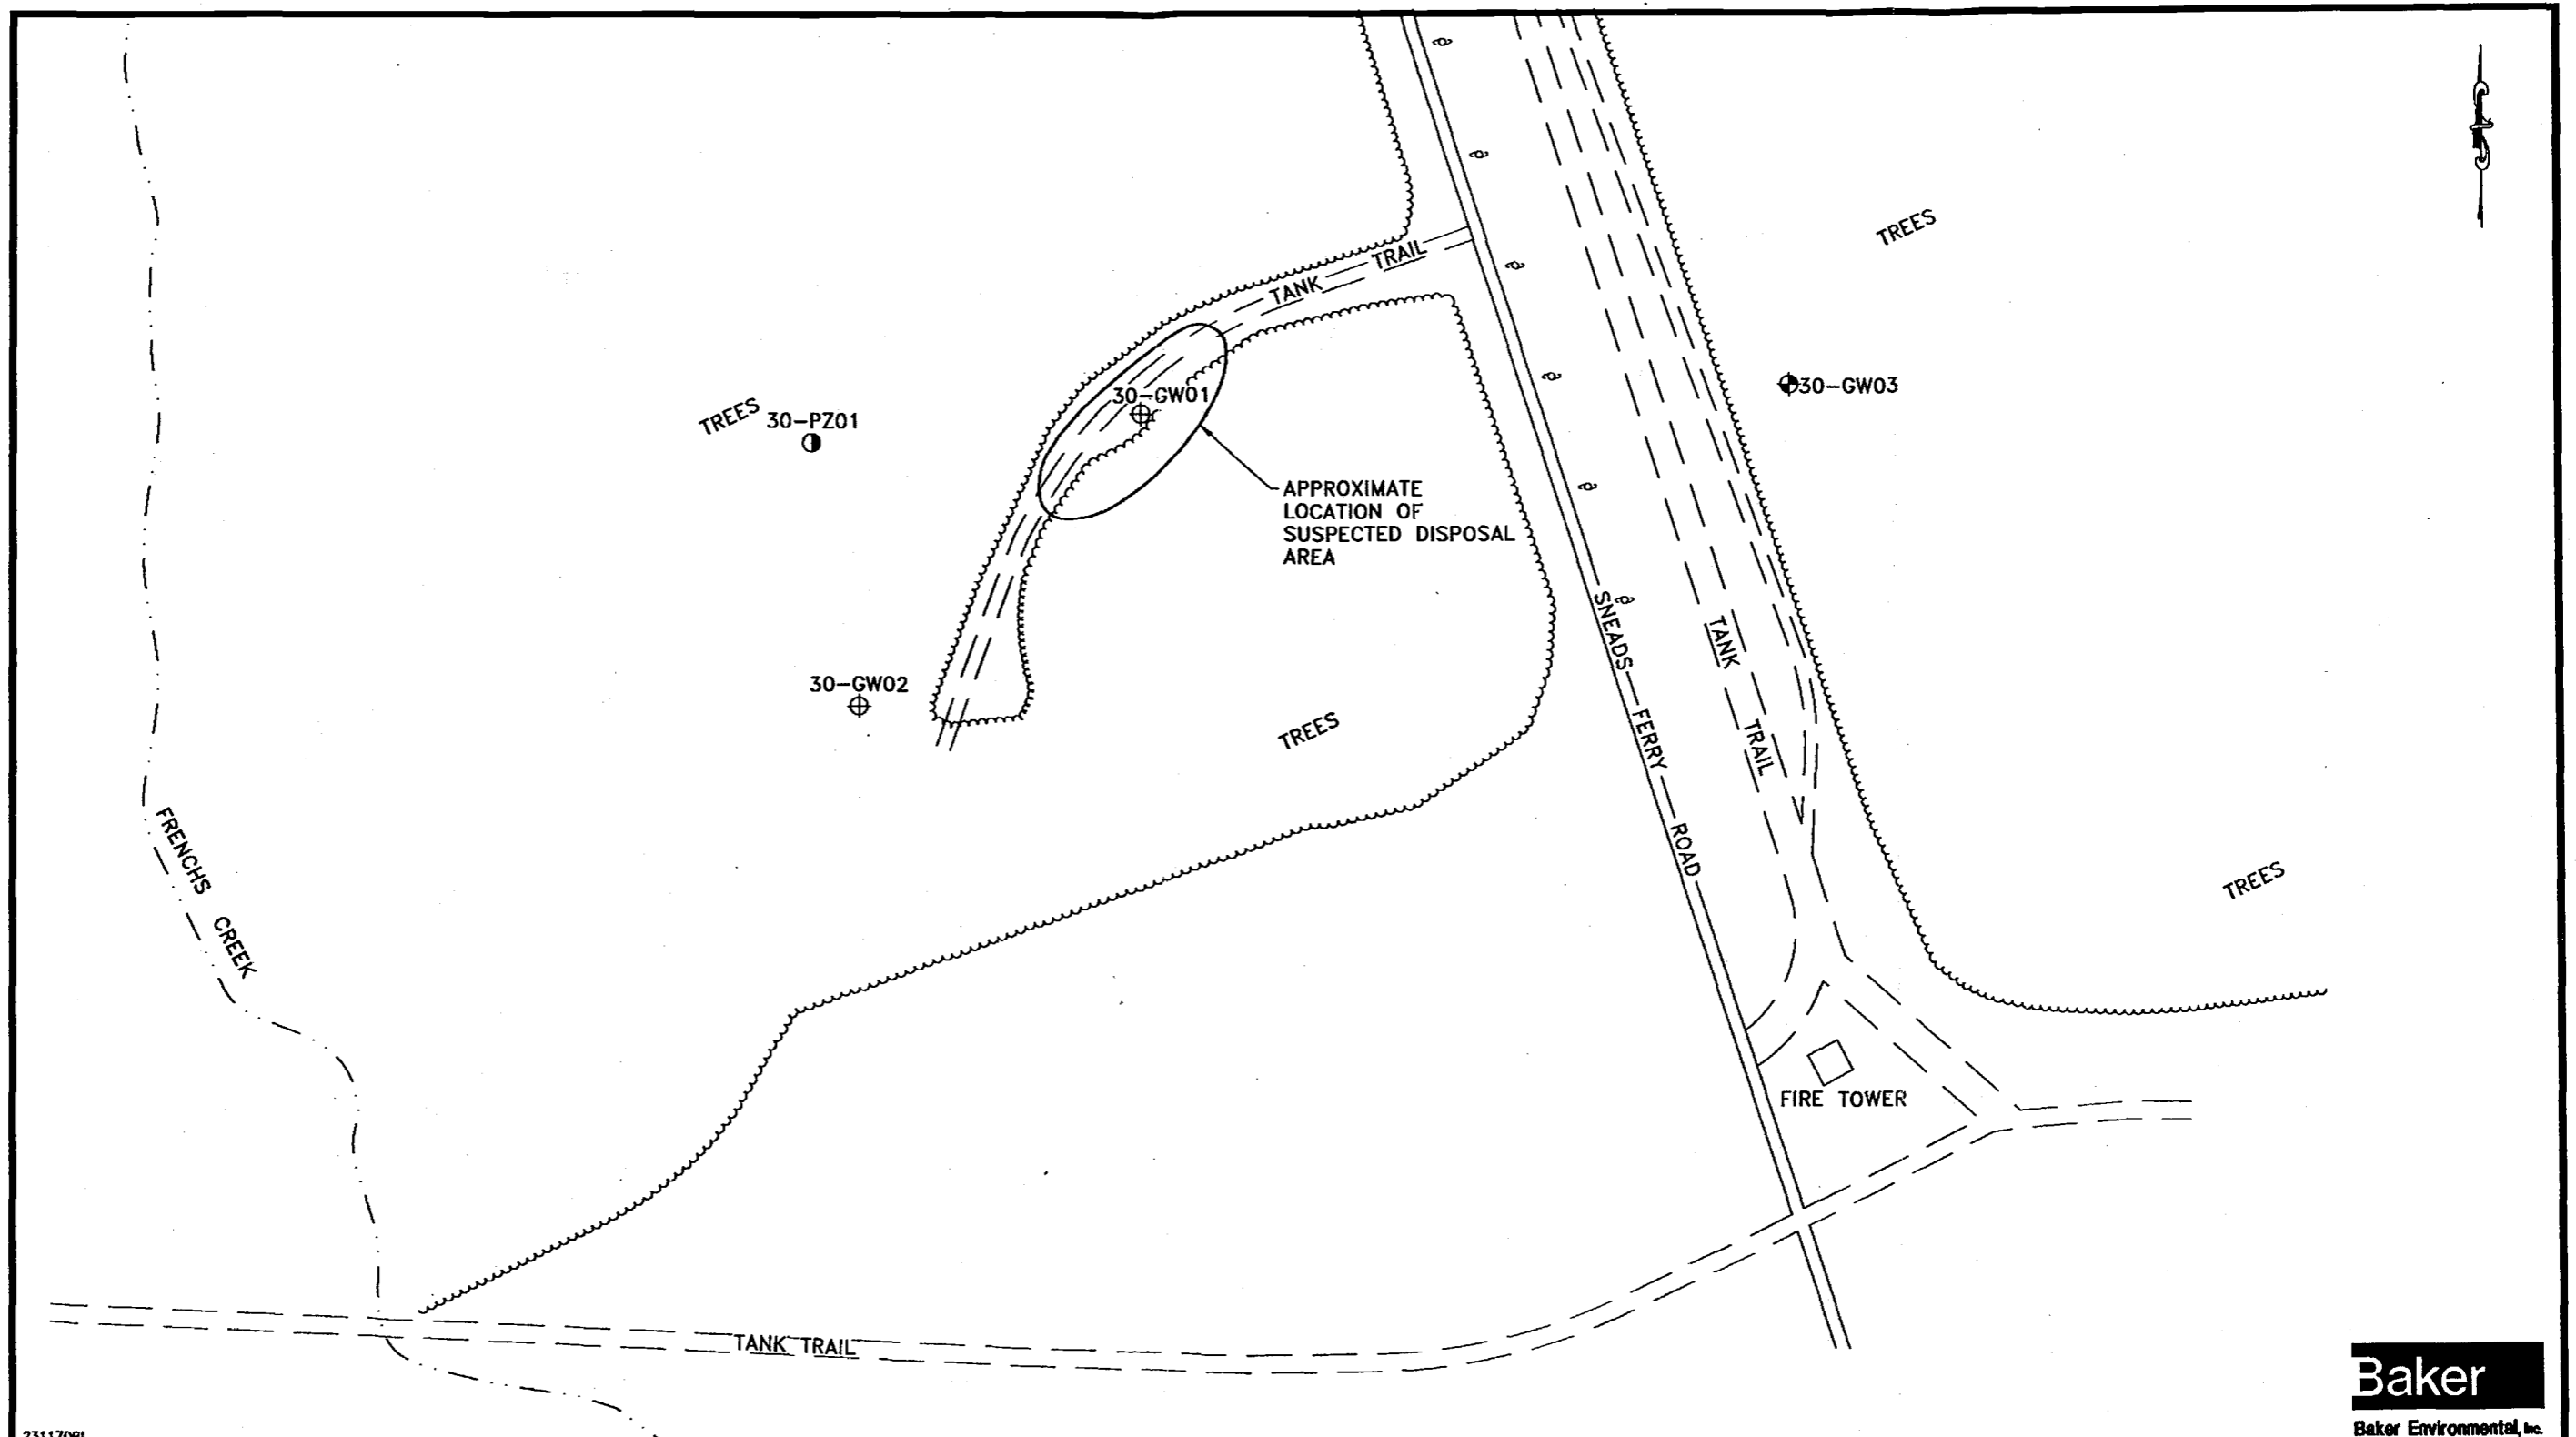 TREES
TANK TRAIL
30-GW01
30-GW03
TREES
30-PZ01
APPROXIMATE
LOCATION OF
SUSPECTED DISPOSAL
AREA
SNEADS FERRY ROAD
TANK TRAIL
30-GW02
TREES
FRENCHS CREEK
TREES
FIRE TOWER
TANK TRAIL
Baker
Baker Environmental, Inc.